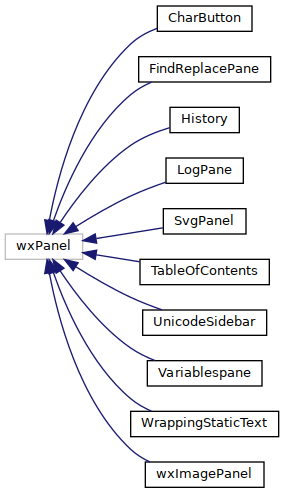 CharButton
FindReplacePane
History
LogPane
SvgPanel
wxPanel
TableOfContents
UnicodeSidebar
Variablespane
WrappingStaticText
wxImagePanel